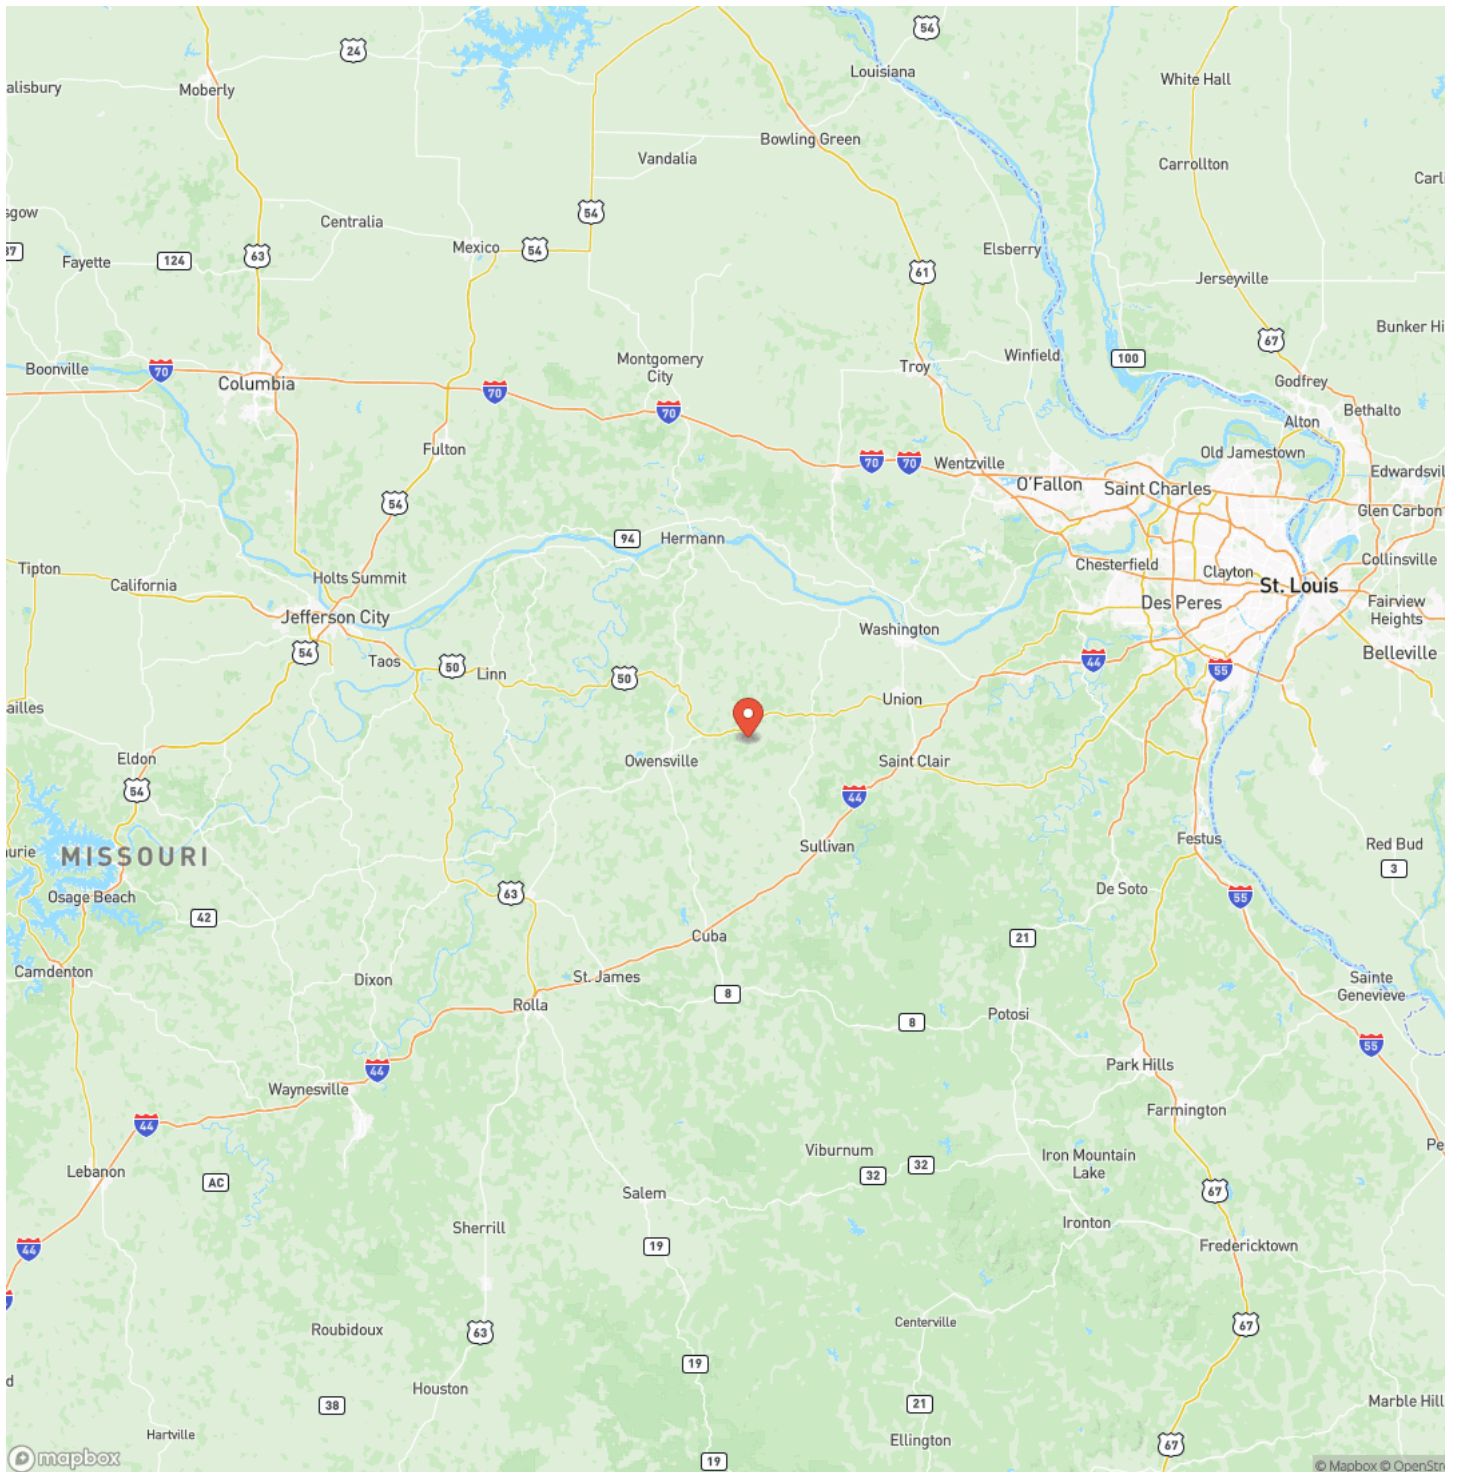 54
24
Louisiana
White Hall
alisbury
Moberly
Bowling Green
Vandalia
Carrollton
Carl
sgow
54
Centralia
Mexico
54
Elsberry
87
Fayette
124
63
61
Jerseyville
Bunker Hi
67
Montgomery
City
Winfield
100
Boonville
70
Troy
Columbia
70
Godfrey
70
Bethalto
Alton
Fulton
Old Jamestown
70
70
Wentzville
Edwardsvil
O'Fallon
Saint Charles
54
Glen Carbon
94
Hermann
Collinsville
Tipton
Chesterfield
Clayton
California
Holts Summit
St. Louis
Jefferson City
Des Peres
Fairview
Heights
Washington
54
Taos
50
Linn
50
44
55
Belleville
Union
ailles
Eldon
Owensville
Saint Clair
54
44
Sullivan
Festus
Red Bud
urie
MISSOURI
3
Osage Beach
63
De Soto
55
42
Cuba
21
Camdenton
Dixon
St. James
Sainte
Genevieve
8
Rolla
Potosi
8
55
44
Park Hills
Waynesville
Farmington
44
Viburnum
Iron Mountain
Lake
Pe
Lebanon
32
32
AC
Salem
67
Sherrill
Ironton
19
Fredericktown
44
Roubidoux
63
Centerville
67
19
d
Houston
38
21
Marble Hill
Hartville
Ellington
67
mapbox
19
© Mapbox © OpenStre